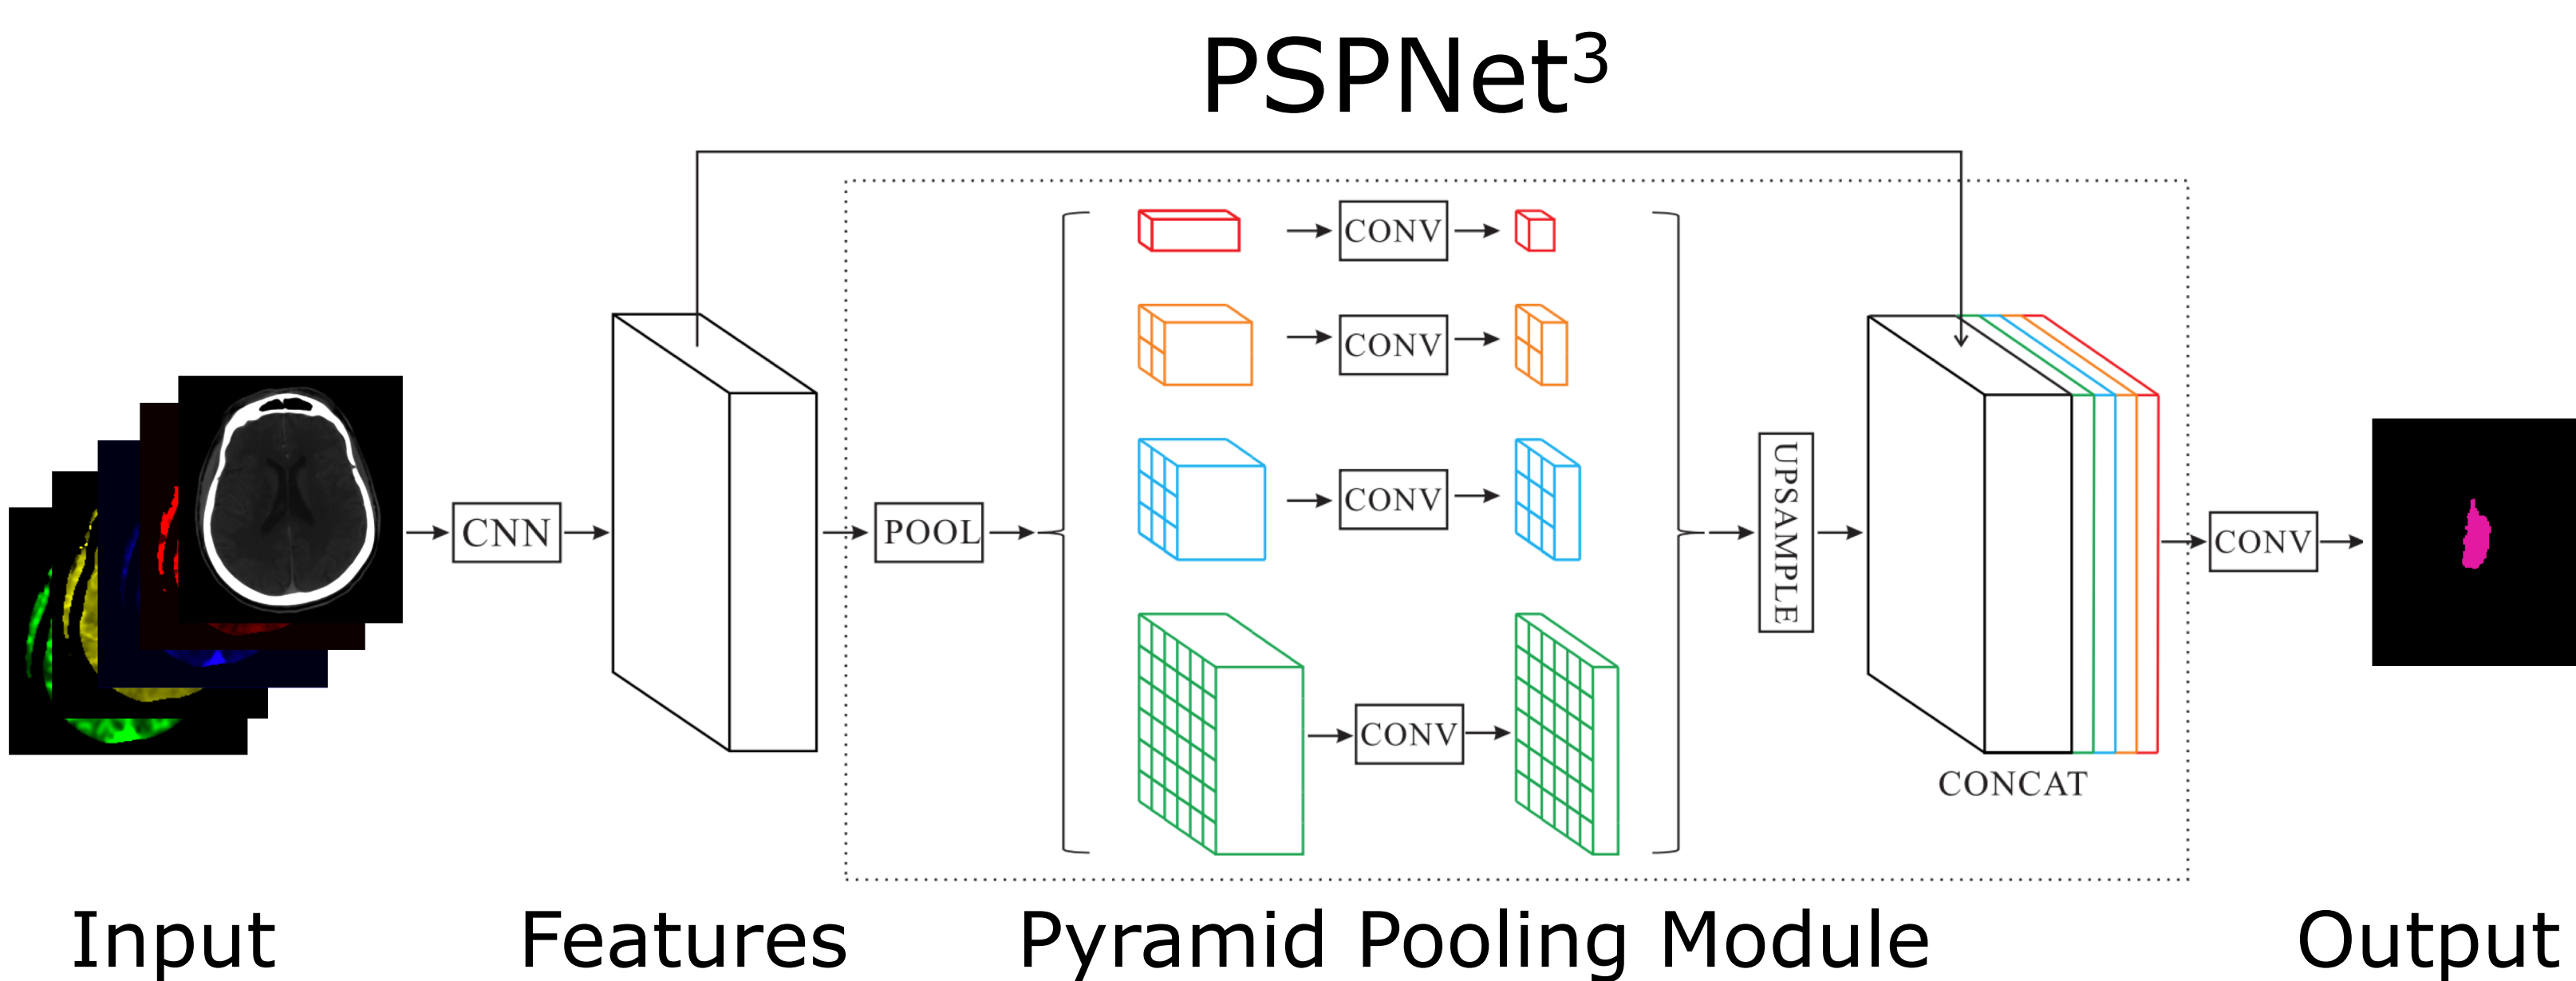 PSPNet³
CNN
POOL
CONV
CONV
CONV
CONV
UPSAMPLE
CONCAT
CONV
Input
Features
Pyramid Pooling Module
Output